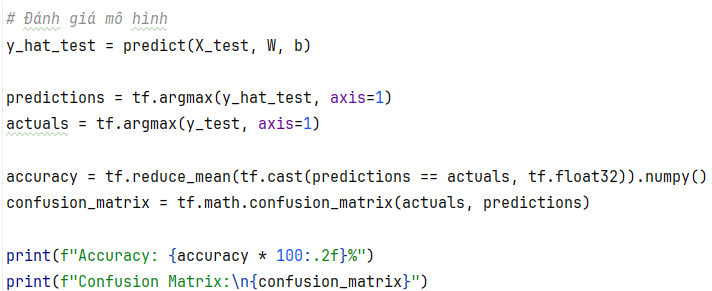 # Đánh giá mô hình
y_hat_test = predict(X_test, W, b)
predictions = tf.argmax(y_hat_test, axis=1)
actuals = tf.argmax(y_test, axis=1)
accuracy = tf.reduce_mean(tf.cast(predictions == actuals, tf.float32)).numpy()
confusion_matrix = tf.math.confusion_matrix(actuals, predictions)
print(f"Accuracy: {accuracy * 100:.2f}%")
print(f"Confusion Matrix:\n{confusion_matrix}")